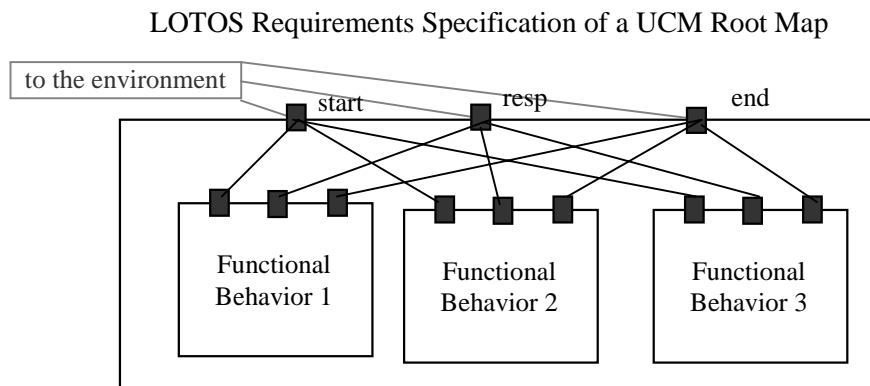 LOTOS Requirements Specification of a UCM Root Map
to the environment
start
resp
end
Functional
Behavior 1
Functional
Behavior 2
Functional
Behavior 3